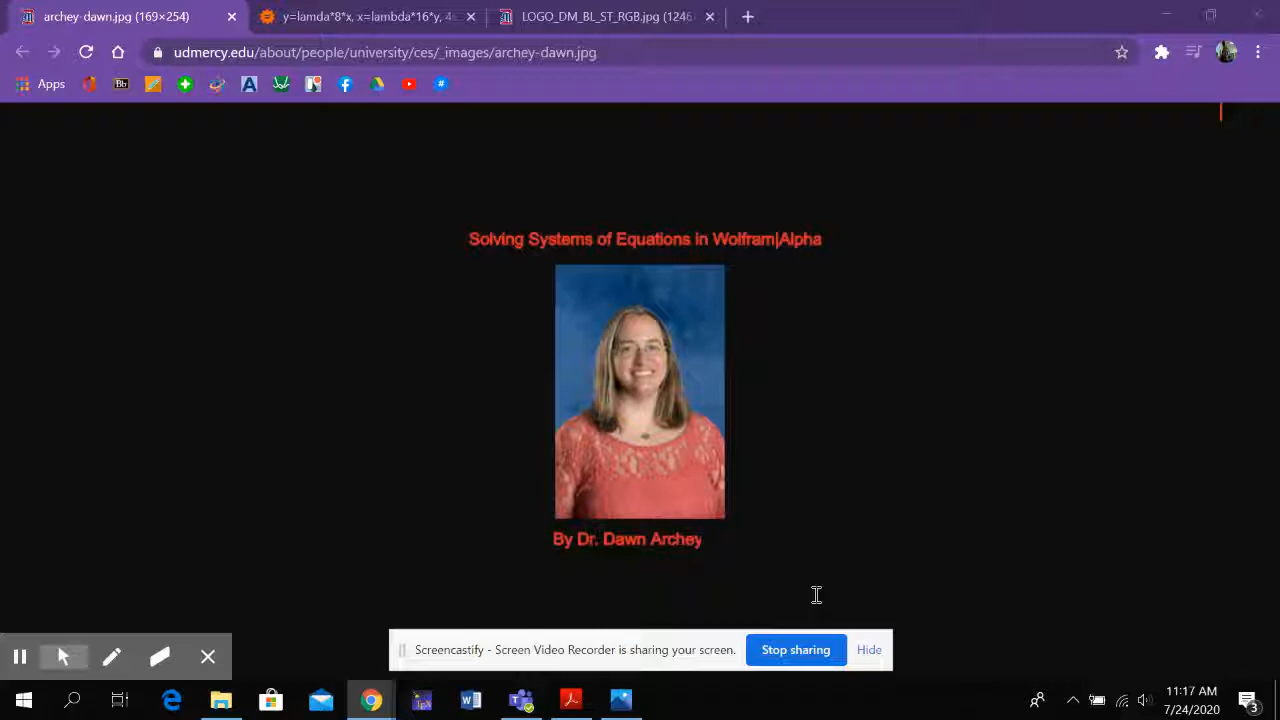 archey-dawn.jpg (169×254)
y=lamda*8*x, x=lambda*16*y, 4
LOGO_DM_BL_ST_RGB.jpg (1246
udmercy.edu/about/people/university/ces/_images/archey-dawn.jpg
Apps
Bb
Solving Systems of Equations in Wolfram|Alpha
By Dr. Dawn Archey
Screencastify - Screen Video Recorder is sharing your screen.
Stop sharing
Hide
11:17 AM
7/24/2020
3